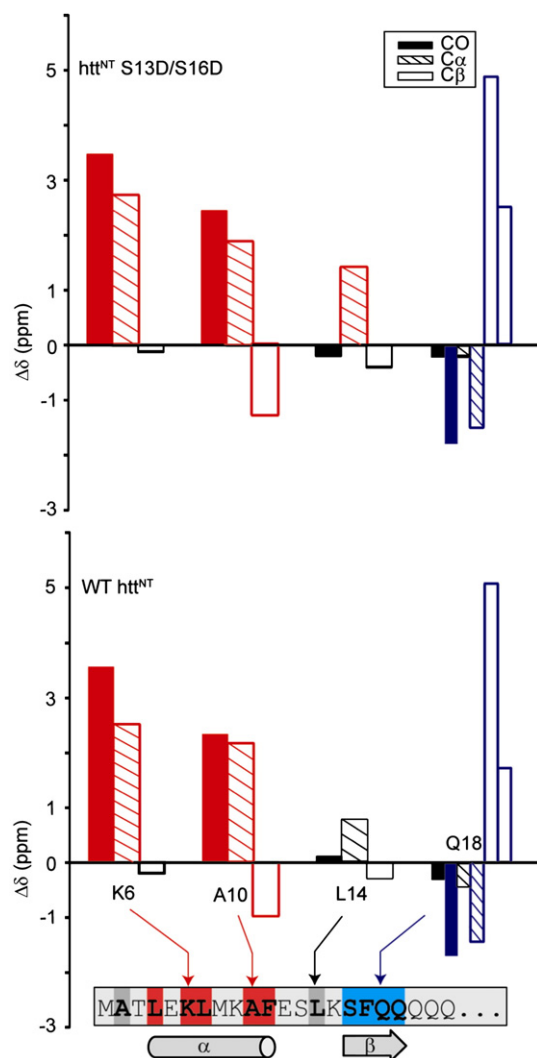 CO
Cα
Cβ
htt^NT S13D/S16D
5
3
1
0
-1
-3
Δδ (ppm)
WT htt^NT
5
3
1
0
-1
-3
Δδ (ppm)
Q18
K6
A10
L14
MATLEKLMKAFESLKSFQQQQQ...
α
β